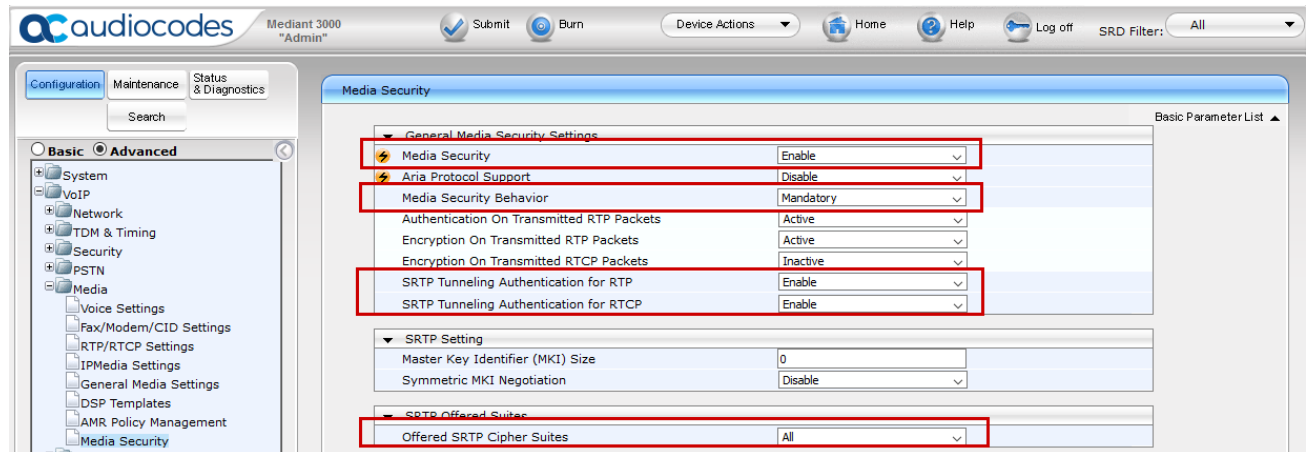 audiocodes
Mediant 3000
"Admin"
Submit
Burn
Device Actions
Home
Help
Log off
SRD Filter:
All
Configuration
Maintenance
Status
& Diagnostics
Search
Basic
Advanced
System
VoIP
Network
TDM & Timing
Security
PSTN
Media
Voice Settings
Fax/Modem/CID Settings
RTP/RTCP Settings
IPMedia Settings
General Media Settings
DSP Templates
AMR Policy Management
Media Security
Media Security
Basic Parameter List
General Media Security Settings
Media Security Enable
Aria Protocol Support Disable
Media Security Behavior Mandatory
Authentication On Transmitted RTP Packets Active
Encryption On Transmitted RTP Packets Active
Encryption On Transmitted RTCP Packets Inactive
SRTP Tunneling Authentication for RTP Enable
SRTP Tunneling Authentication for RTCP Enable
SRTP Setting
Master Key Identifier (MKI) Size 0
Symmetric MKI Negotiation Disable
SRTP Offered Suites
Offered SRTP Cipher Suites All